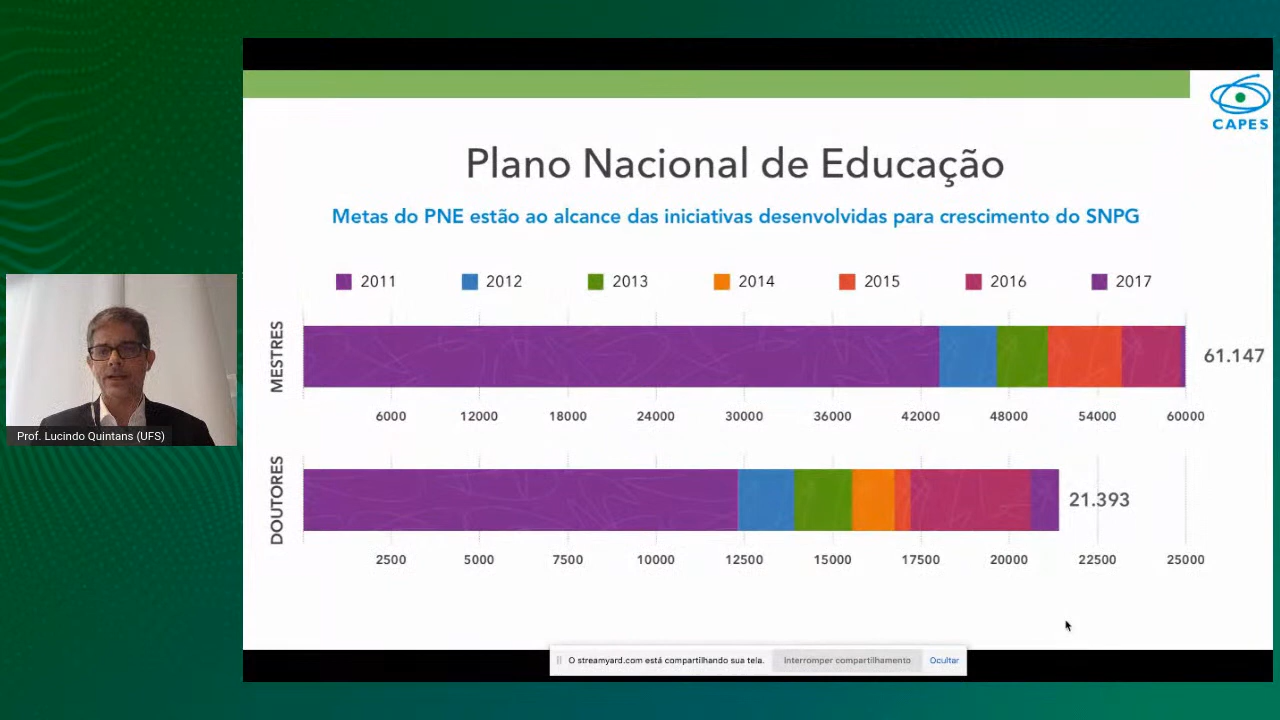 CAPES
Plano Nacional de Educação
Metas do PNE estão ao alcance das iniciativas desenvolvidas para crescimento do SNPG
2011 2012 2013 2014 2015 2016 2017
MESTRES
61.147
6000 12000 18000 24000 30000 36000 42000 48000 54000 60000
DOUTORES
21.393
2500 5000 7500 10000 12500 15000 17500 20000 22500 25000
Prof. Lucindo Quintans (UFS)
O streamyard.com está compartilhando sua tela. Interromper compartilhamento Ocultar